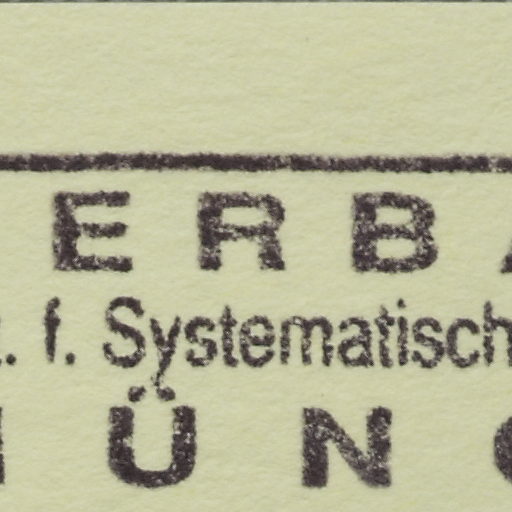 E R B A
t. f. Systematisch
Ü N